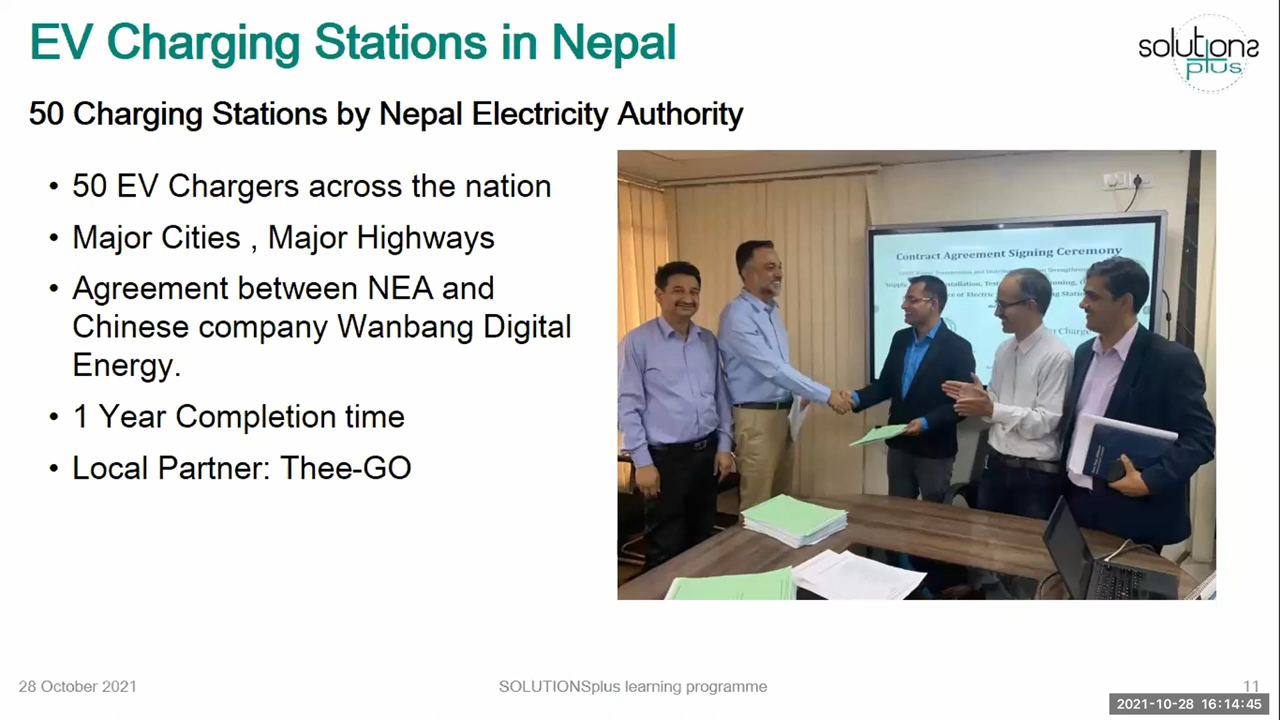 EV Charging Stations in Nepal
solutions
plus
50 Charging Stations by Nepal Electricity Authority
• 50 EV Chargers across the nation
• Major Cities , Major Highways
• Agreement between NEA and
Chinese company Wanbang Digital
Energy.
• 1 Year Completion time
• Local Partner: Thee-GO
Contract Agreement Signing Ceremony
28 October 2021
SOLUTIONSplus learning programme
11
2021-10-28 16:14:45